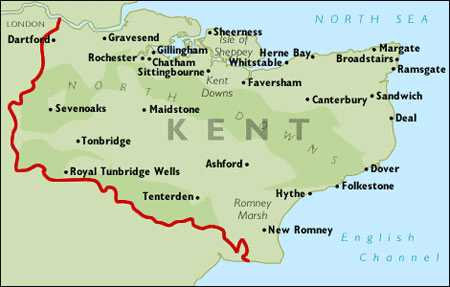 LONDON
NORTH SEA
Dartford
Gravesend
Sheerness
Isle of
Sheppey
Gillingham
Rochester
Chatham
Sittingbourne
Herne Bay
Whitstable
Margate
Broadstairs
Ramsgate
Kent
Downs
Faversham
NORTH DOWNS
Sevenoaks
Maidstone
Canterbury
Sandwich
Deal
KENT
Tonbridge
Royal Tunbridge Wells
Ashford
Dover
Folkestone
Hythe
Tenterden
Romney
Marsh
New Romney
English
Channel